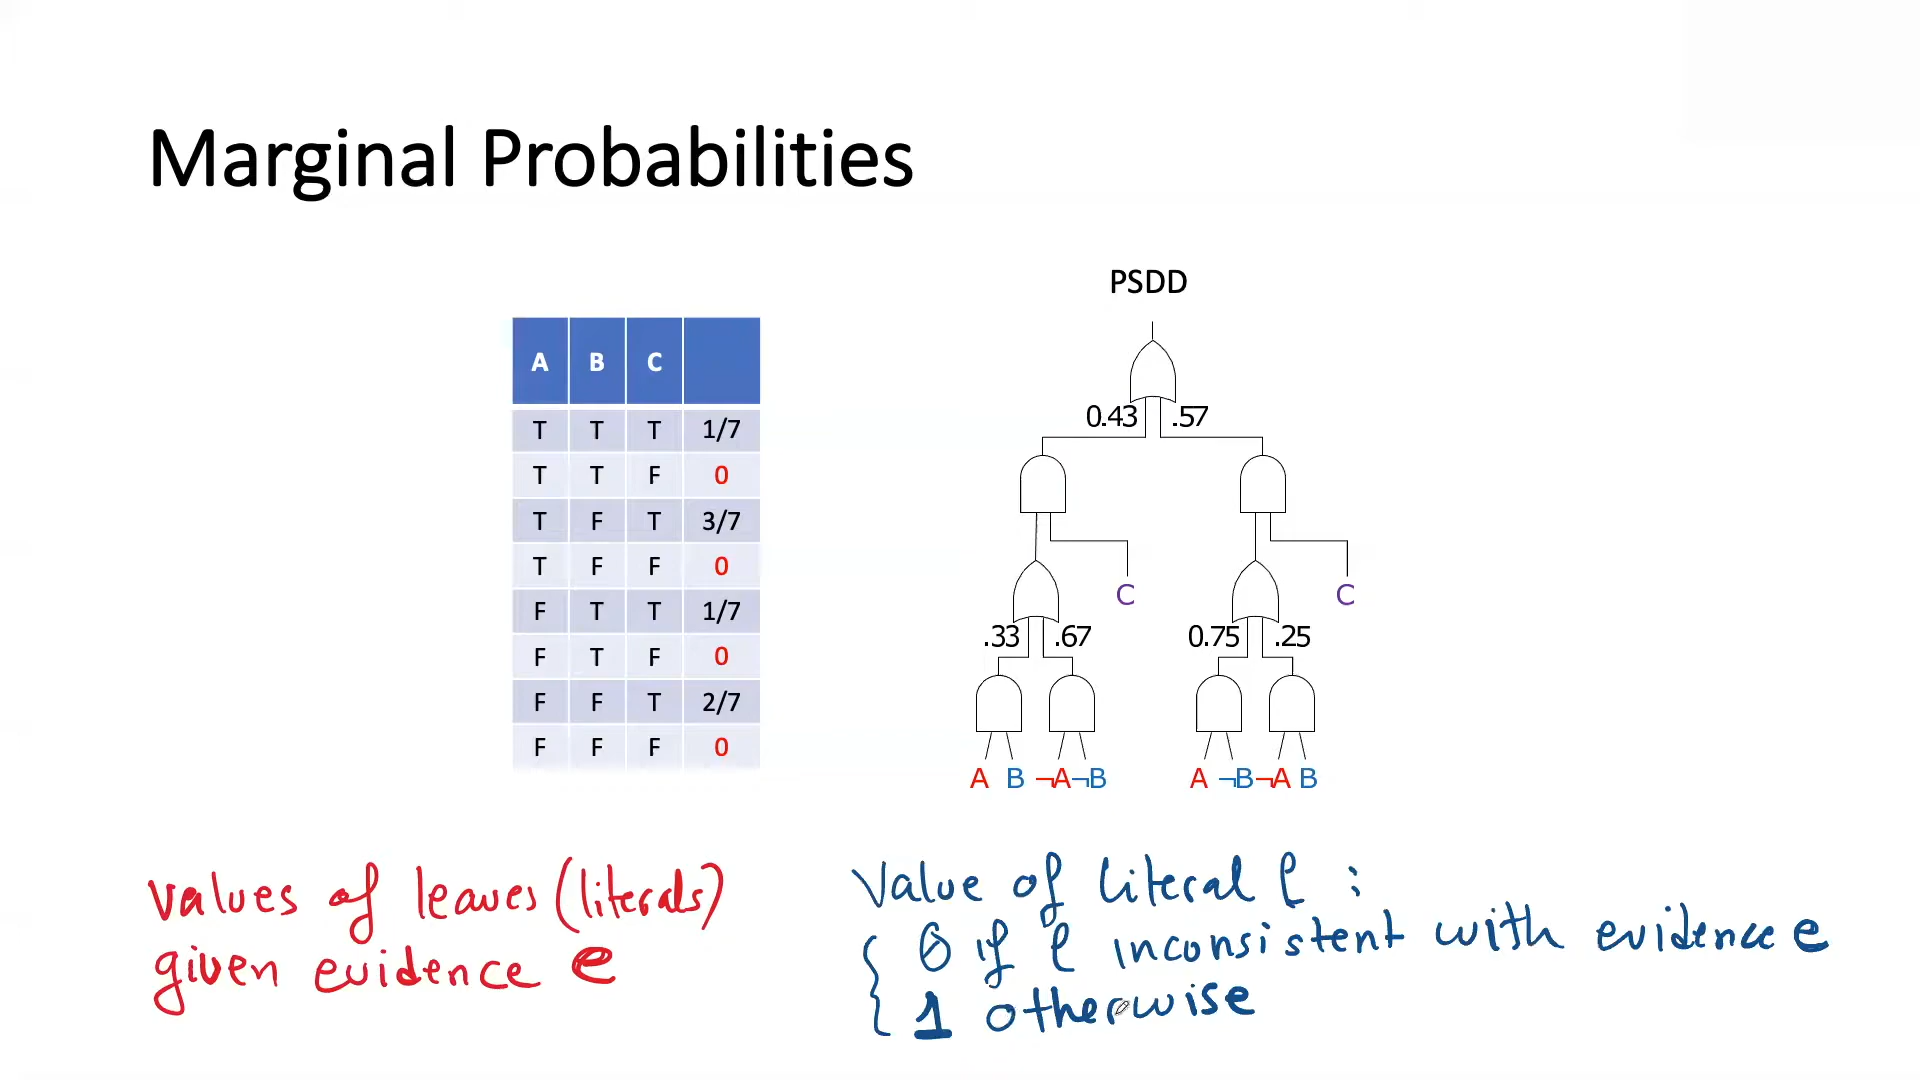 Marginal Probabilities
PSDD
A B C
T T T 1/7
T T F 0
T F T 3/7
T F F 0
F T T 1/7
F T F 0
F F T 2/7
F F F 0
0.43 .57
C C
.33 .67 0.75 .25
A B ¬A¬B A ¬B¬A B
values of leaves (literals)
given evidence e
Value of literal ℓ :
{ 0 if ℓ inconsistent with evidence e
1 otherwise